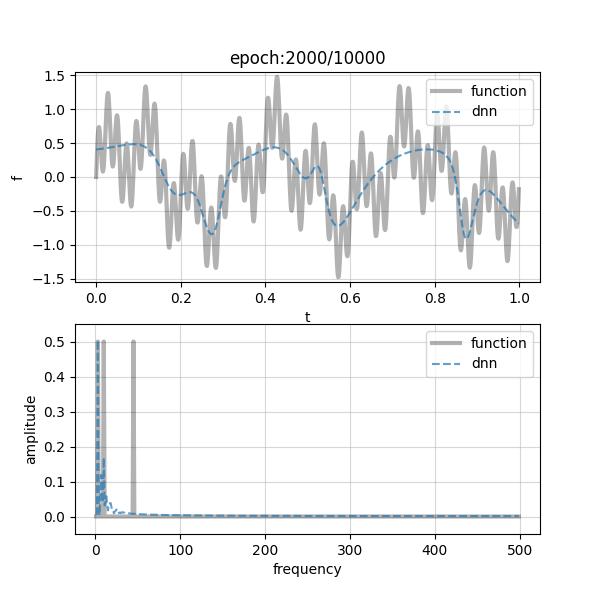 epoch:2000/10000
1.5
1.0
0.5
0.0
−0.5
−1.0
−1.5
f
function
dnn
0.0 0.2 0.4 0.6 0.8 1.0
t
0.5
0.4
0.3
0.2
0.1
0.0
amplitude
function
dnn
0 100 200 300 400 500
frequency